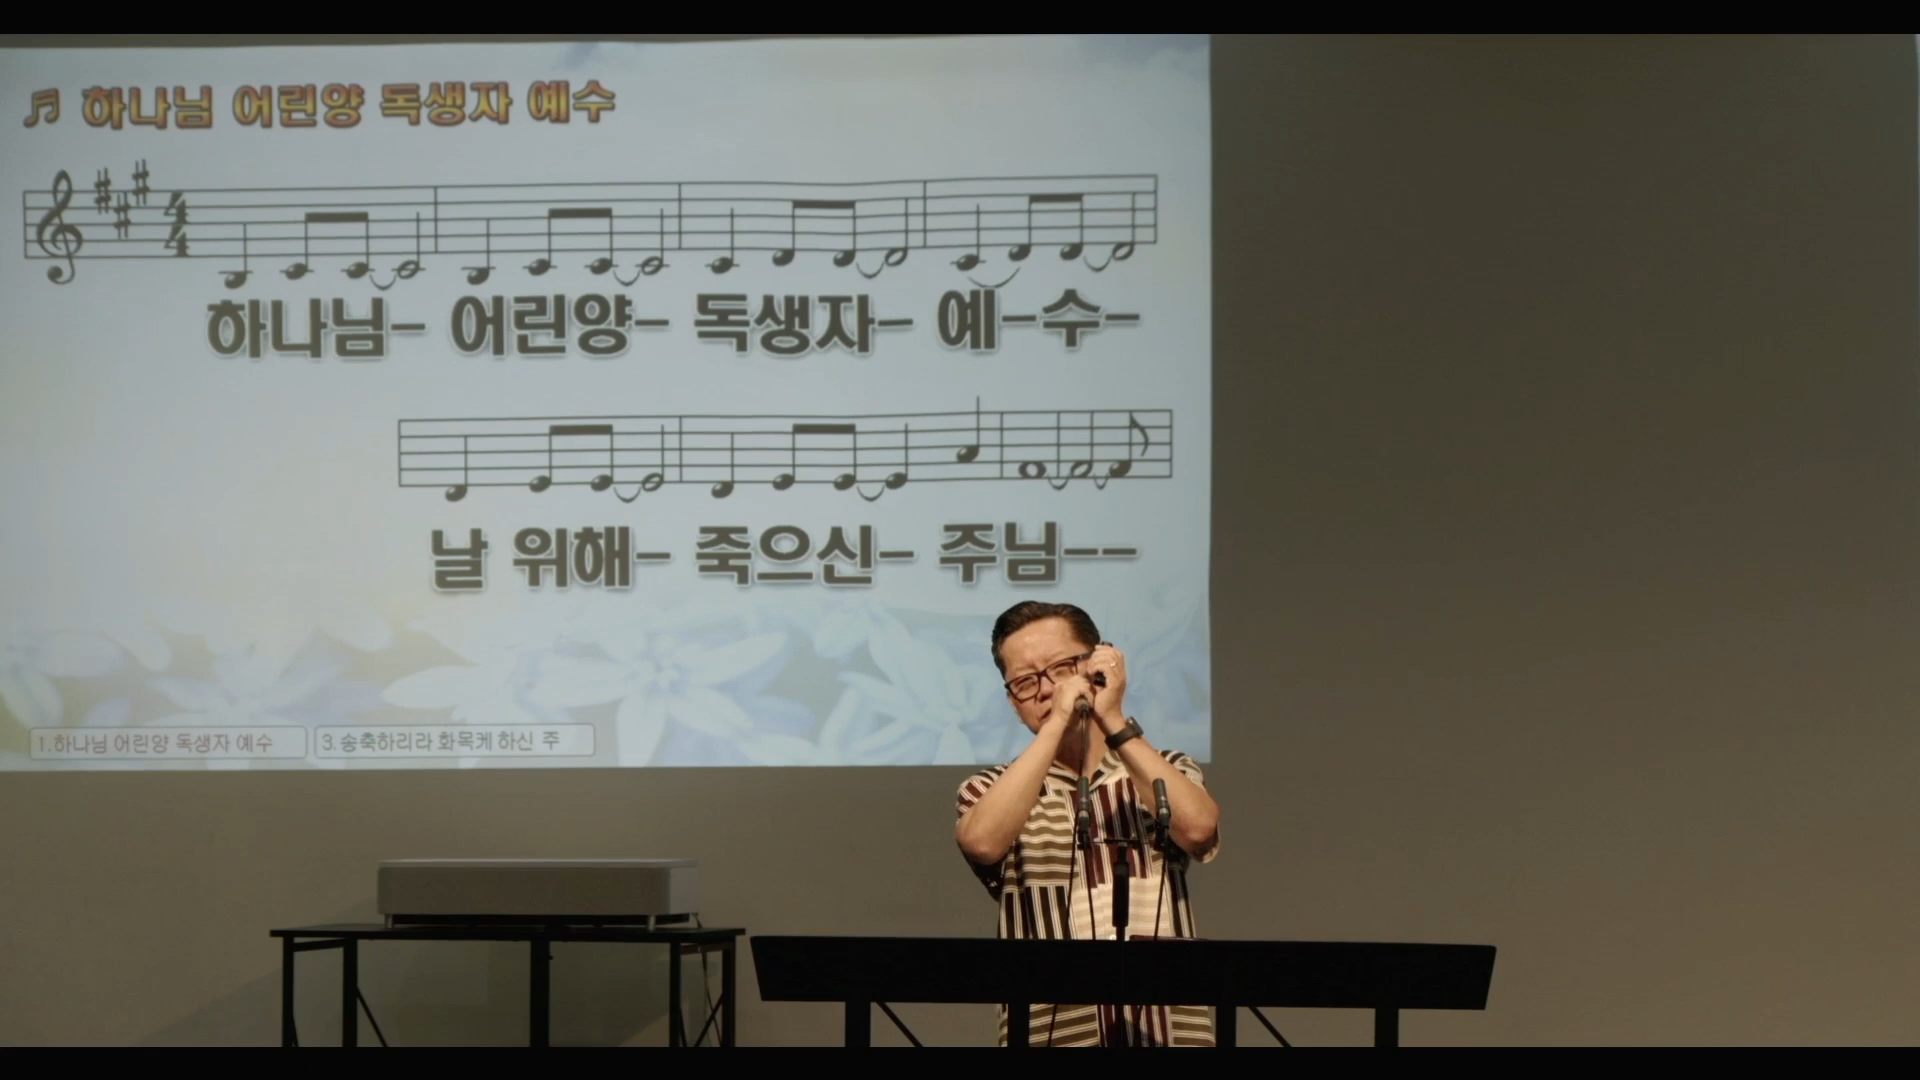 하나님 어린양 독생자 예수
4
4
하나님- 어린양- 독생자- 예-수-
날 위해- 죽으신- 주님--
1.하나님 어린양 독생자 예수
3.송축하리라 화목케 하신 주